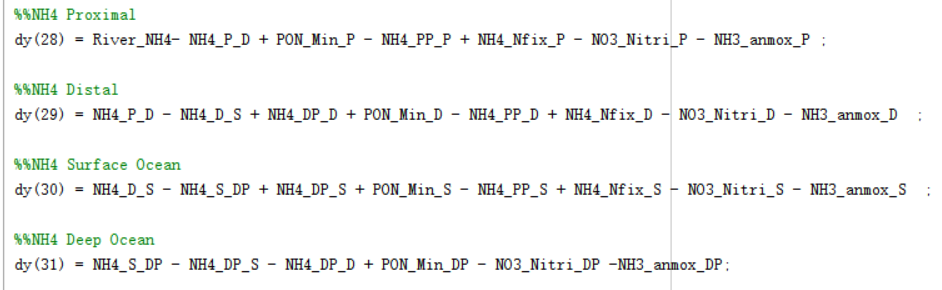 %%NH4 Proximal
dy(28) = River_NH4- NH4_P_D + PON_Min_P - NH4_PP_P + NH4_Nfix_P - NO3_Nitri_P - NH3_anmox_P ;
%%NH4 Distal
dy(29) = NH4_P_D - NH4_D_S + NH4_DP_D + PON_Min_D - NH4_PP_D + NH4_Nfix_D - NO3_Nitri_D - NH3_anmox_D ;
%%NH4 Surface Ocean
dy(30) = NH4_D_S - NH4_S_DP + NH4_DP_S + PON_Min_S - NH4_PP_S + NH4_Nfix_S - NO3_Nitri_S - NH3_anmox_S ;
%%NH4 Deep Ocean
dy(31) = NH4_S_DP - NH4_DP_S - NH4_DP_D + PON_Min_DP - NO3_Nitri_DP -NH3_anmox_DP;